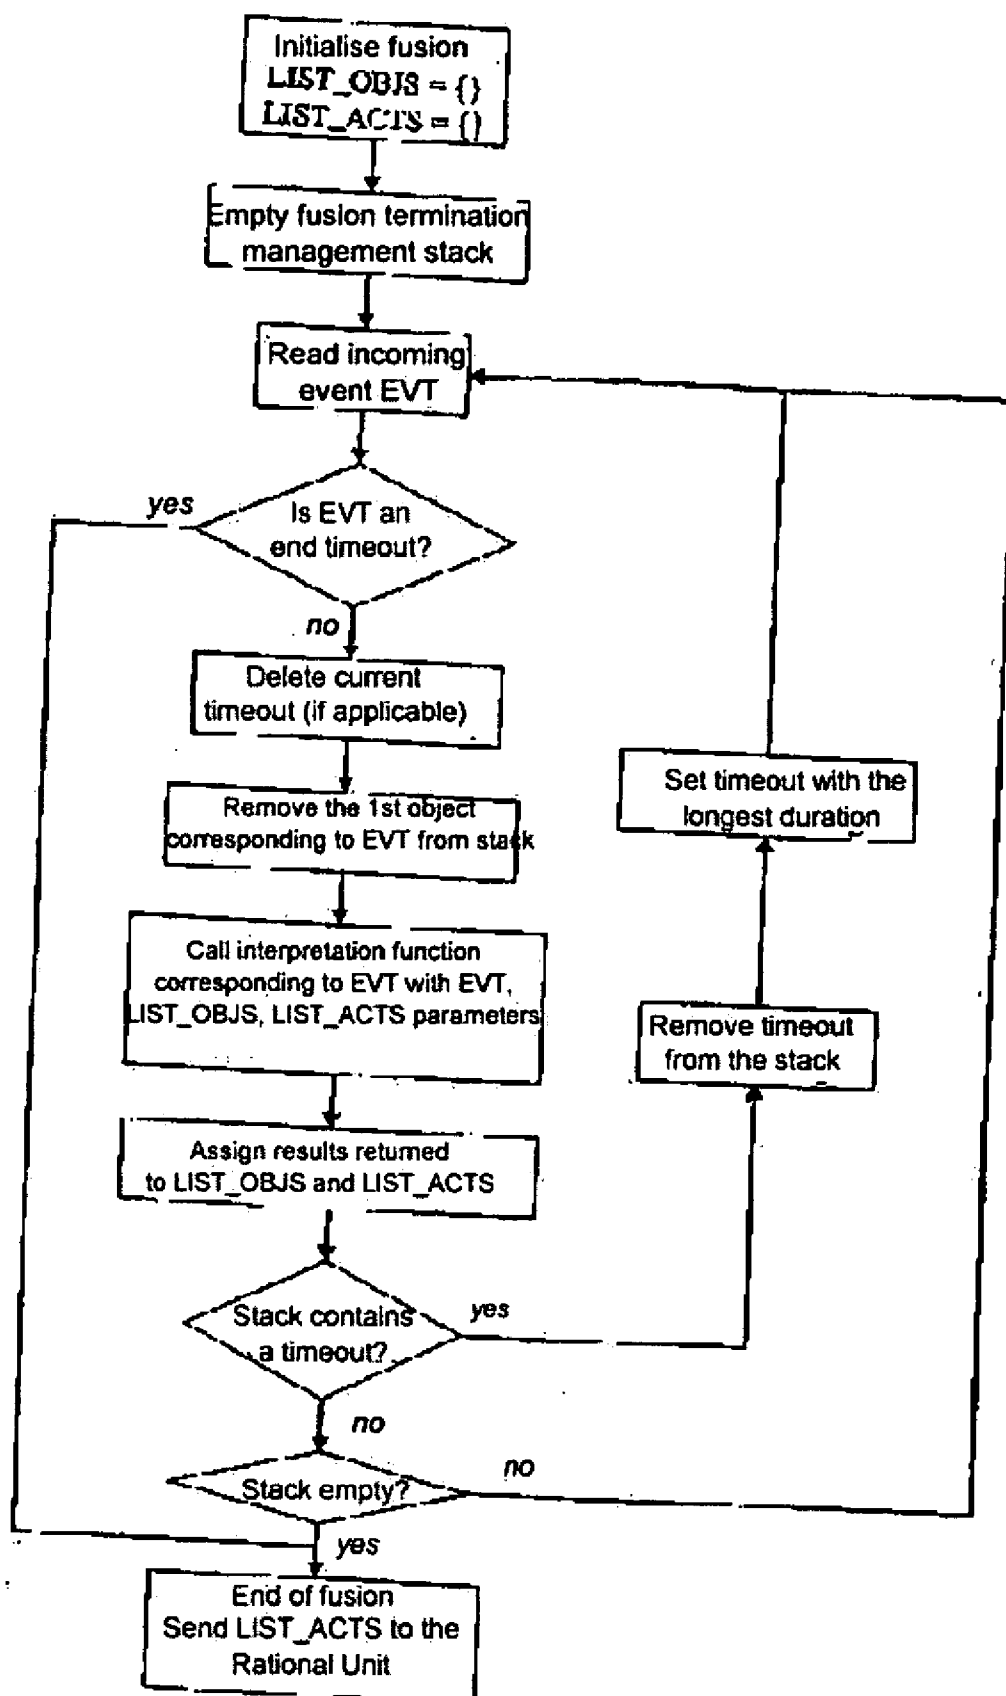 Initialise fusion
LIST_OBJS = {}
LIST_ACTS = {}
Empty fusion termination
management stack
Read incoming
event EVT
yes
Is EVT an
end timeout?
no
Delete current
timeout (if applicable)
Set timeout with the
longest duration
Remove the 1st object
corresponding to EVT from stack
Call interpretation function
corresponding to EVT with EVT,
LIST_OBJS, LIST_ACTS parameters
Remove timeout
from the stack
Assign results returned
to LIST_OBJS and LIST_ACTS
Stack contains
a timeout?
yes
no
Stack empty?
no
yes
End of fusion
Send LIST_ACTS to the
Rational Unit